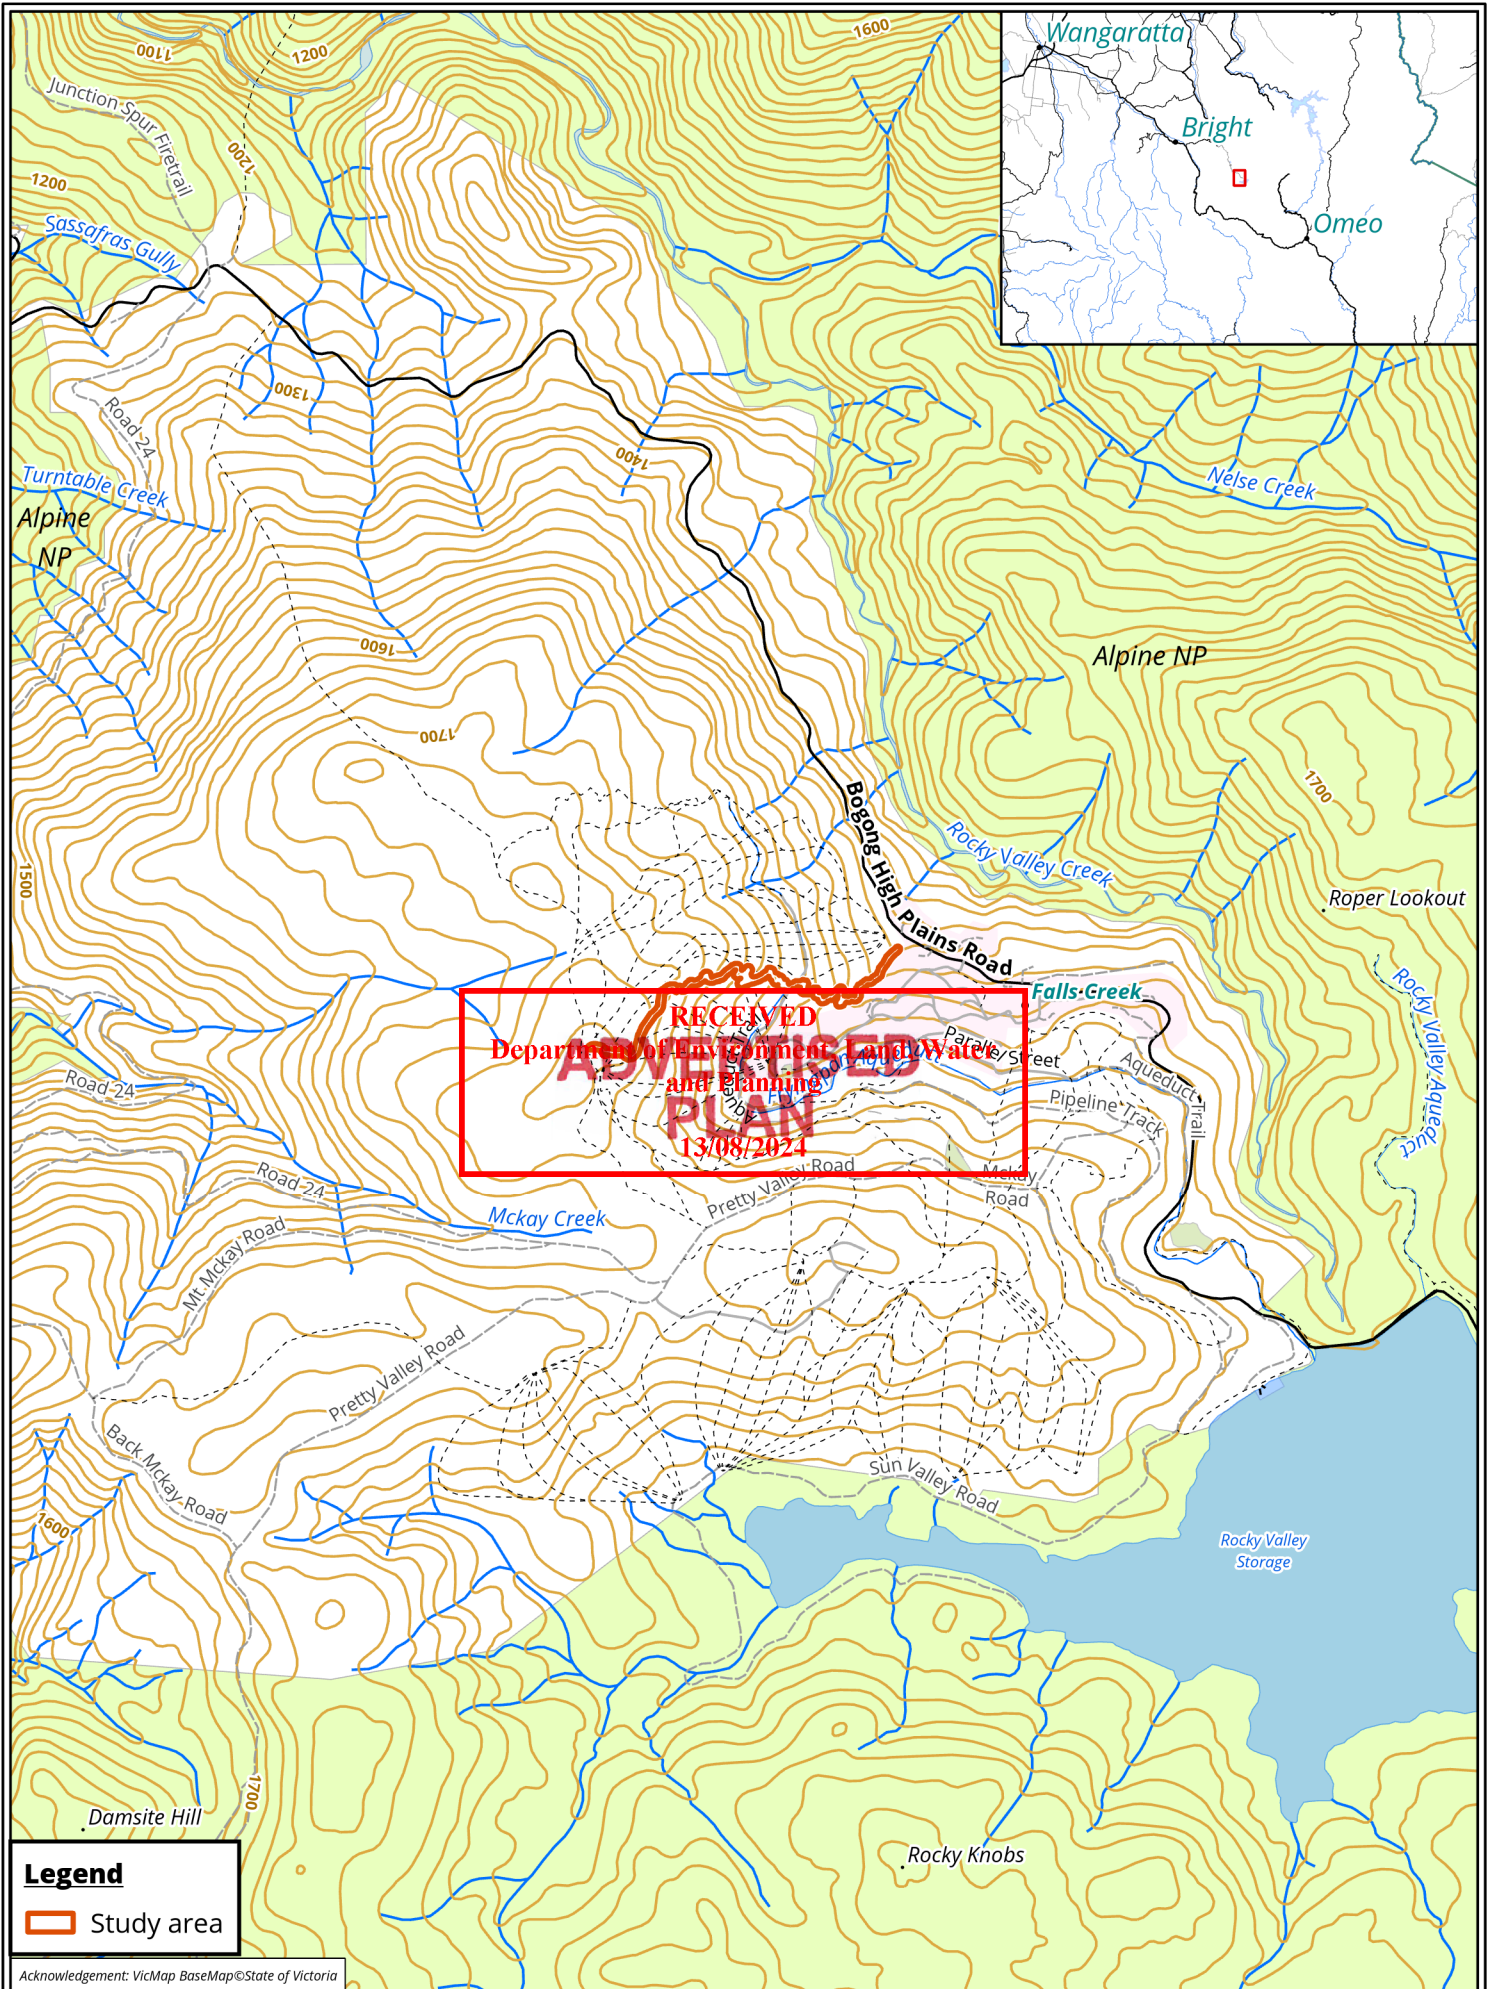 1100
1200
1600
Wangaratta
Junction Spur Firetrail
Bright
1200
1200
Sassafras Gully
Omeo
1300
Road 24
1400
Turntable Creek
Nelse Creek
Alpine
NP
1600
Alpine NP
1700
1700
Bogong High Plains Road
Rocky Valley Creek
1500
Roper Lookout
Falls Creek
Rocky Valley Aqueduct
RECEIVED
Department of Environment, Land, Water
and Planning
13/08/2024
ADVERTISED
PLAN
Parallel Street
Aqueduct Trail
Aqueduct Trail
Pipeline Track
Road 24
Mckay
Road
Pretty Valley Road
Road 24
Mckay Creek
Mt Mckay Road
Pretty Valley Road
Back Mckay Road
Sun Valley Road
1600
Rocky Valley
Storage
1700
Damsite Hill
Rocky Knobs
Legend
Study area
Acknowledgement: VicMap BaseMap©State of Victoria